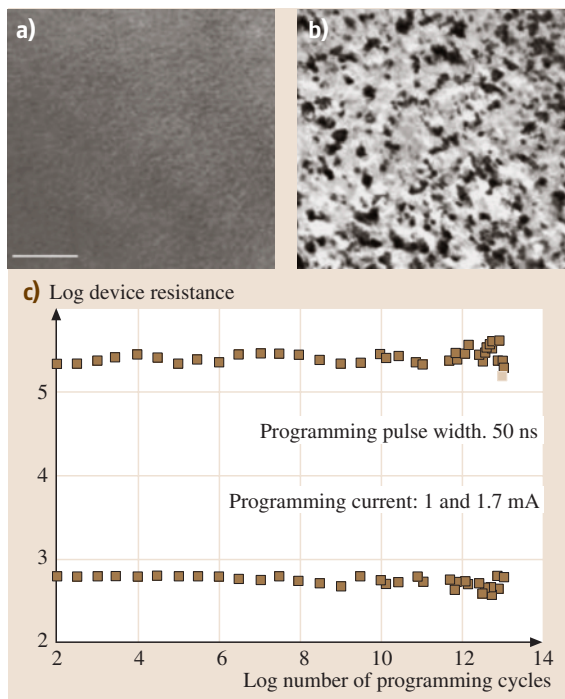 a)
b)
c) Log device resistance
5
Programming pulse width. 50 ns
4
Programming current: 1 and 1.7 mA
3
2
2 4 6 8 10 12 14
Log number of programming cycles